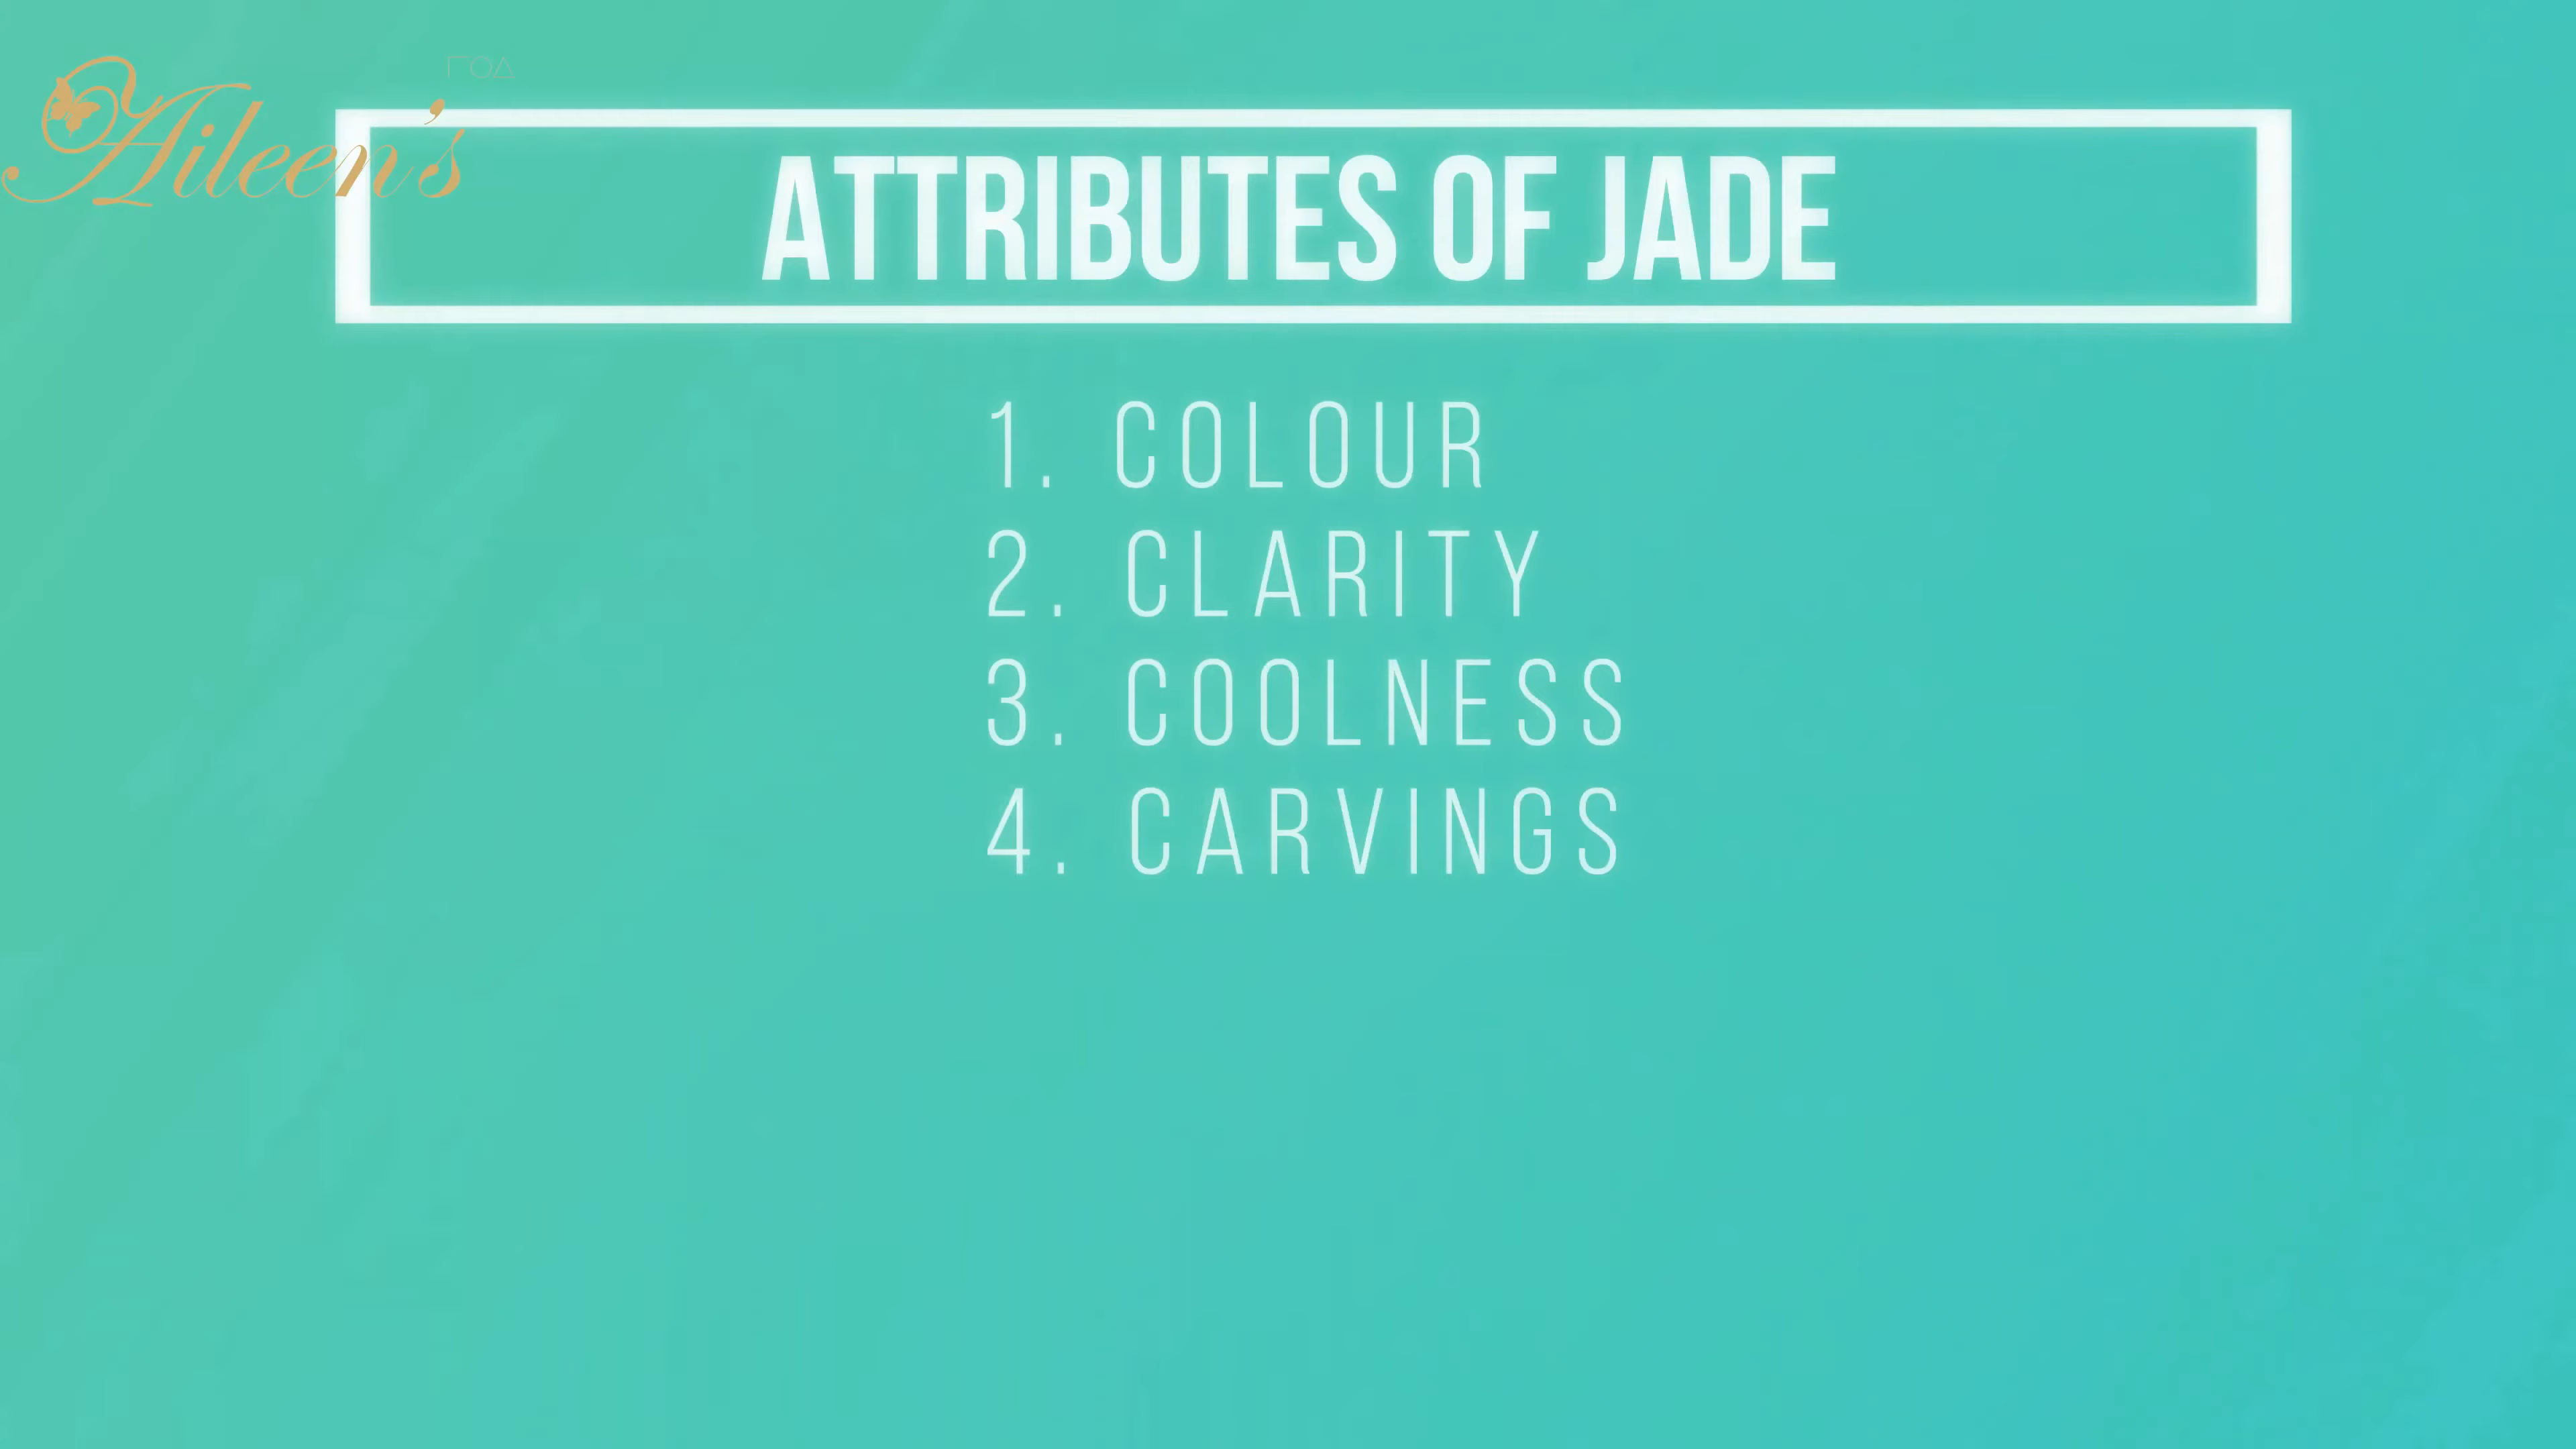 Aileen's
ATTRIBUTES OF JADE
1. COLOUR
2. CLARITY
3. COOLNESS
4. CARVINGS